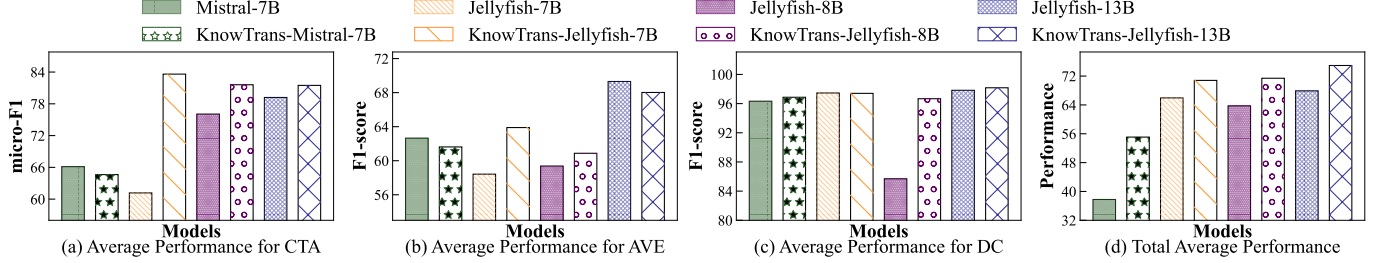 Mistral-7B Jellyfish-7B Jellyfish-8B Jellyfish-13B
KnowTrans-Mistral-7B KnowTrans-Jellyfish-7B KnowTrans-Jellyfish-8B KnowTrans-Jellyfish-13B
micro-F1
84
78
72
66
60
Models
(a) Average Performance for CTA
F1-score
72
68
64
60
56
Models
(b) Average Performance for AVE
F1-score
100
96
92
88
84
80
Models
(c) Average Performance for DC
Performance
72
64
56
48
40
32
Models
(d) Total Average Performance